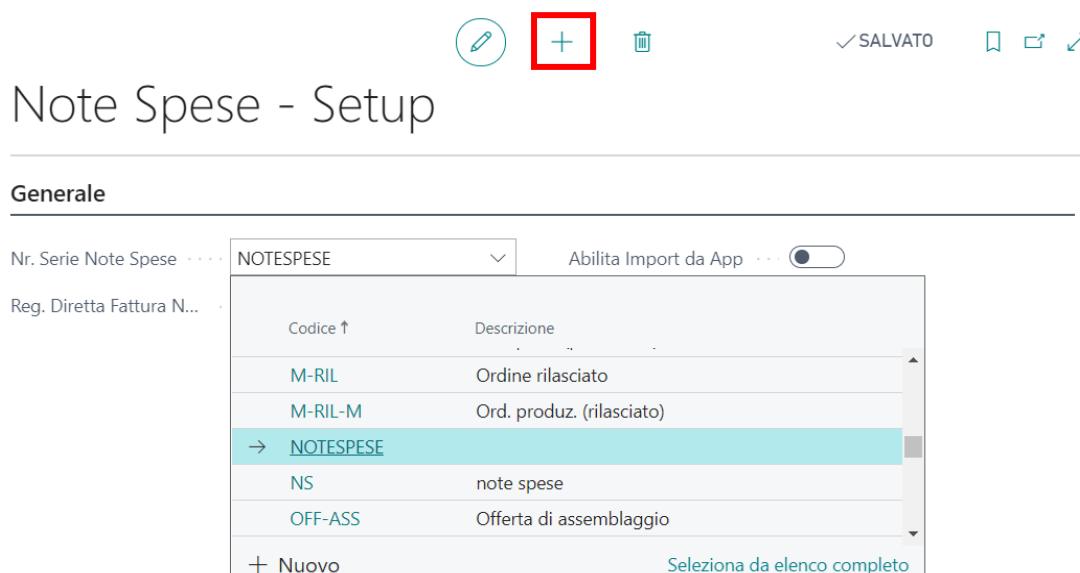 SALVATO
Note Spese - Setup
Generale
Nr. Serie Note Spese NOTESPESE Abilita Import da App
Reg. Diretta Fattura N...
Codice ↑ Descrizione
M-RIL Ordine rilasciato
M-RIL-M Ord. produz. (rilasciato)
→ NOTESPESE
NS note spese
OFF-ASS Offerta di assemblaggio
+ Nuovo Seleziona da elenco completo